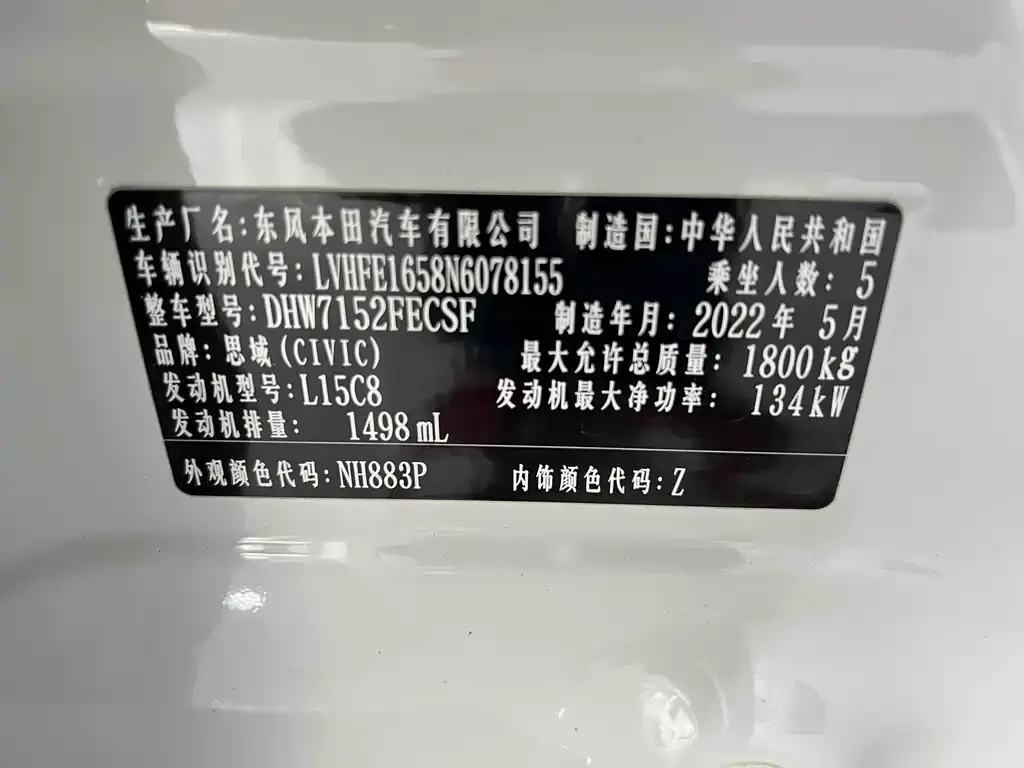 生产厂名:东风本田汽车有限公司 制造国:中华人民共和国
车辆识别代号:LVHFE1658N6078155 乘坐人数:5
整车型号:DHW7152FECSF 制造年月:2022年5月
品牌:思域(CIVIC) 最大允许总质量:1800kg
发动机型号:L15C8 发动机最大净功率:134kW
发动机排量: 1498mL
外观颜色代码:NH883P 内饰颜色代码:Z